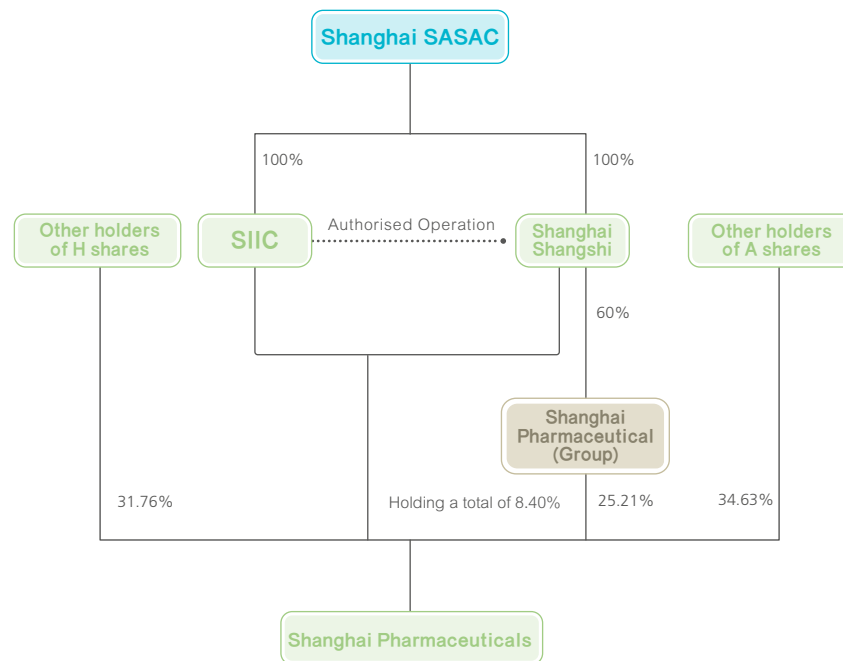 Shanghai SASAC
100%
100%
Other holders
of H shares
SIIC
Authorised Operation
Shanghai
Shangshi
Other holders
of A shares
60%
Shanghai
Pharmaceutical
(Group)
31.76%
Holding a total of 8.40%
25.21%
34.63%
Shanghai Pharmaceuticals